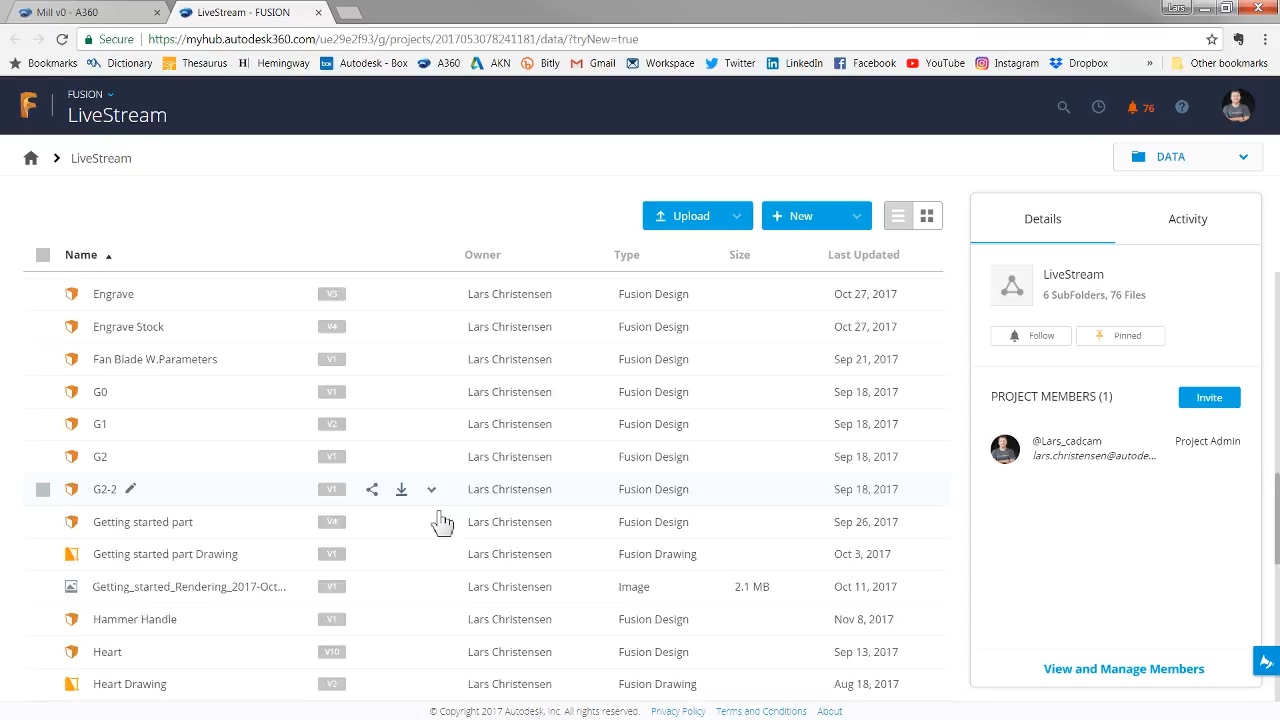 Mill v0 - A360
LiveStream - FUSION
Lars
Secure
https://myhub.autodesk360.com/ue29e2f93/g/projects/2017053078241181/data/?tryNew=true
Bookmarks
Dictionary
Thesaurus
Hemingway
Autodesk - Box
A360
AKN
Bitly
Gmail
Workspace
Twitter
LinkedIn
Facebook
YouTube
Instagram
Dropbox
»
Other bookmarks
FUSION
LiveStream
76
LiveStream
DATA
Upload
New
Details
Activity
Name Owner Type Size Last Updated
Engrave V3 Lars Christensen Fusion Design Oct 27, 2017
Engrave Stock V4 Lars Christensen Fusion Design Oct 27, 2017
Fan Blade W.Parameters V1 Lars Christensen Fusion Design Sep 21, 2017
G0 V1 Lars Christensen Fusion Design Sep 18, 2017
G1 V2 Lars Christensen Fusion Design Sep 18, 2017
G2 V1 Lars Christensen Fusion Design Sep 18, 2017
G2-2 V1 Lars Christensen Fusion Design Sep 18, 2017
Getting started part V4 Lars Christensen Fusion Design Sep 26, 2017
Getting started part Drawing V1 Lars Christensen Fusion Drawing Oct 3, 2017
Getting_started_Rendering_2017-Oct... V1 Lars Christensen Image 2.1 MB Oct 11, 2017
Hammer Handle V1 Lars Christensen Fusion Design Nov 8, 2017
Heart V10 Lars Christensen Fusion Design Sep 13, 2017
Heart Drawing V2 Lars Christensen Fusion Drawing Aug 18, 2017
LiveStream
6 SubFolders, 76 Files
Follow
Pinned
PROJECT MEMBERS (1)
Invite
@Lars_cadcam Project Admin
lars.christensen@autode...
View and Manage Members
© Copyright 2017 Autodesk, Inc. All rights reserved. Privacy Policy Terms and Conditions About